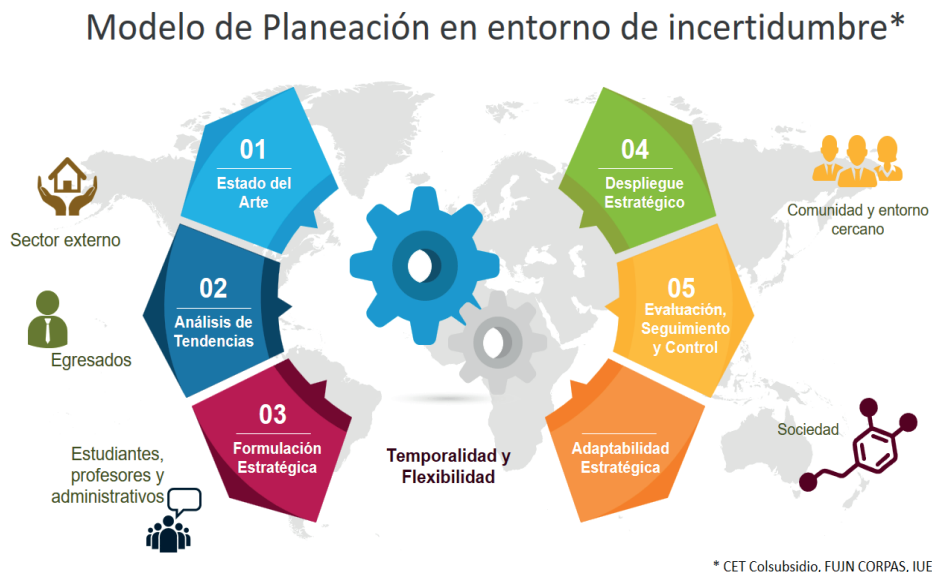 Modelo de Planeación en entorno de incertidumbre*
01
Estado del
Arte
02
Análisis de
Tendencias
03
Formulación
Estratégica
04
Despliegue
Estratégico
05
Evaluación,
Seguimiento
y Control
Adaptabilidad
Estratégica
Temporalidad y
Flexibilidad
Sector externo
Egresados
Estudiantes,
profesores y
administrativos
Comunidad y entorno
cercano
Sociedad
* CET Colsubsidio, FUJN CORPAS, IUE